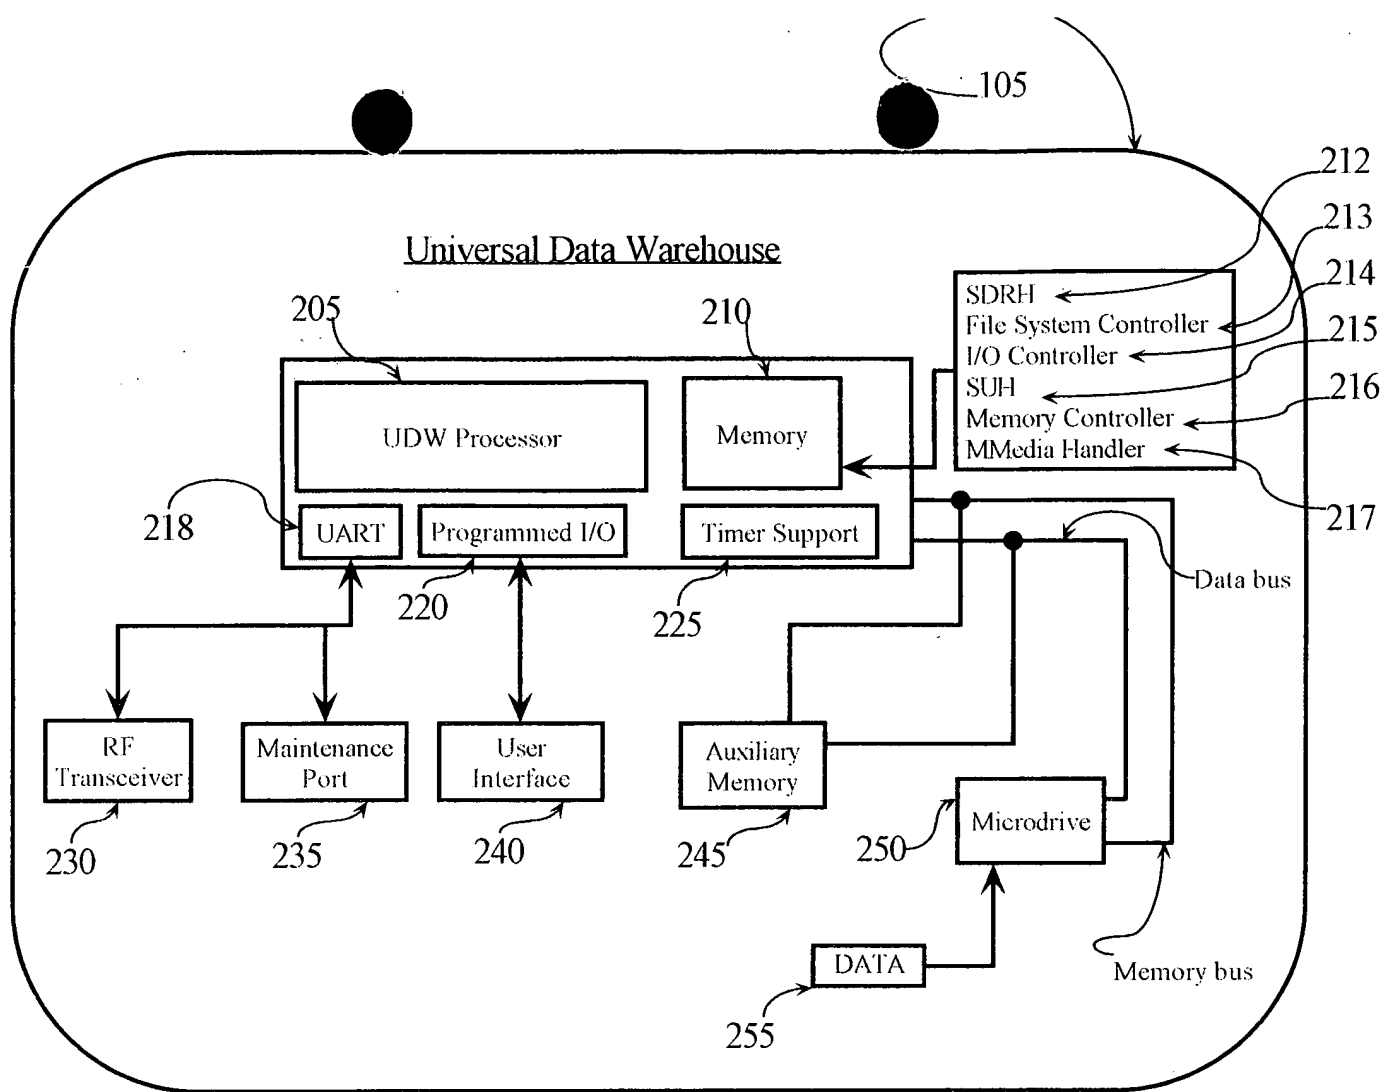 105
212
Universal Data Warehouse
213
SDRH
214
205
210
File System Controller
215
I/O Controller
SUH
216
UDW Processor
Memory
Memory Controller
MMedia Handler
218
UART
Programmed I/O
Timer Support
217
220
225
Data bus
RF
Transceiver
Maintenance
Port
User
Interface
Auxiliary
Memory
Microdrive
230
235
240
245
250
DATA
Memory bus
255